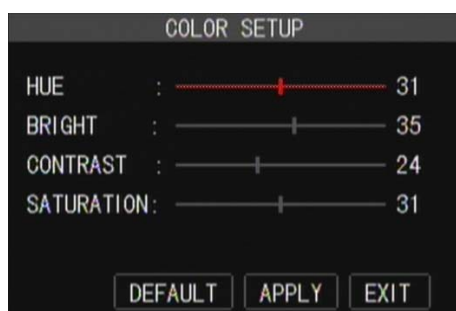 COLOR SETUP
HUE : 31
BRIGHT : 35
CONTRAST : 24
SATURATION: 31
DEFAULT APPLY EXIT